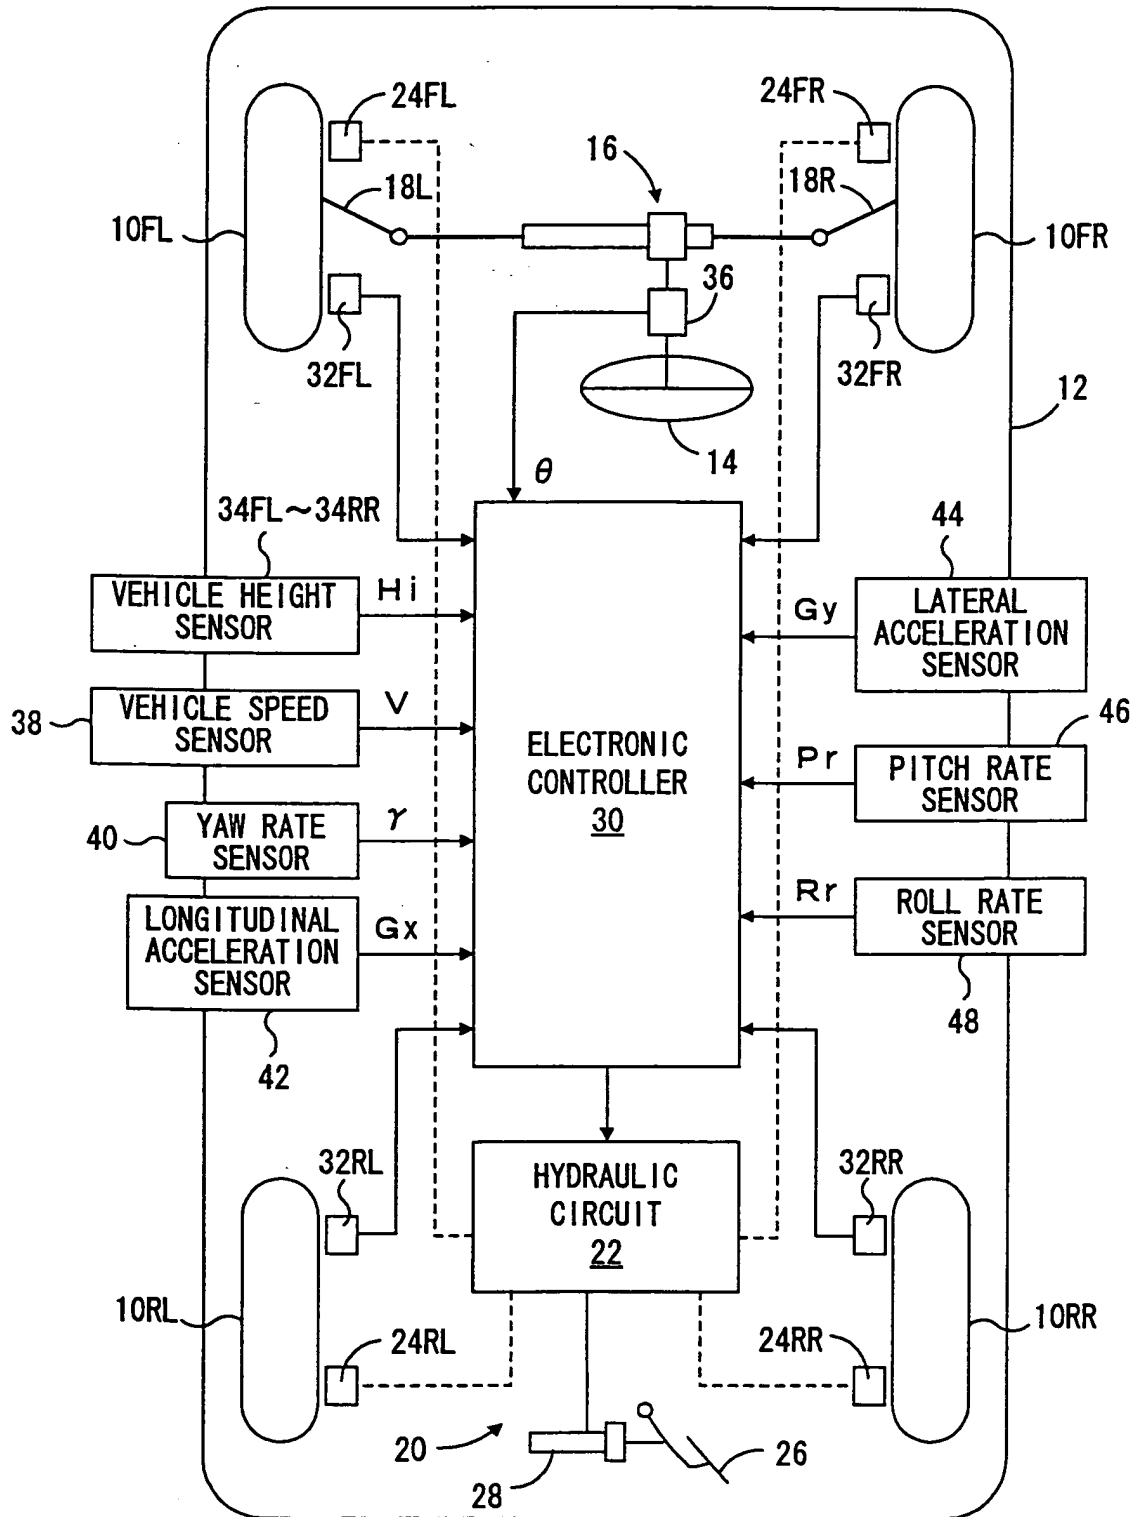 24FL
24FR
16
18L
18R
10FL
10FR
36
32FL
32FR
12
14
θ
34FL～34RR
44
VEHICLE HEIGHT
SENSOR
Hi
Gy
LATERAL
ACCELERATION
SENSOR
38
VEHICLE SPEED
SENSOR
V
46
ELECTRONIC
CONTROLLER
30
Pr
PITCH RATE
SENSOR
40
YAW RATE
SENSOR
γ
Rr
ROLL RATE
SENSOR
LONGITUDINAL
ACCELERATION
SENSOR
Gx
48
42
32RL
32RR
HYDRAULIC
CIRCUIT
22
10RL
10RR
24RL
24RR
20
28
26